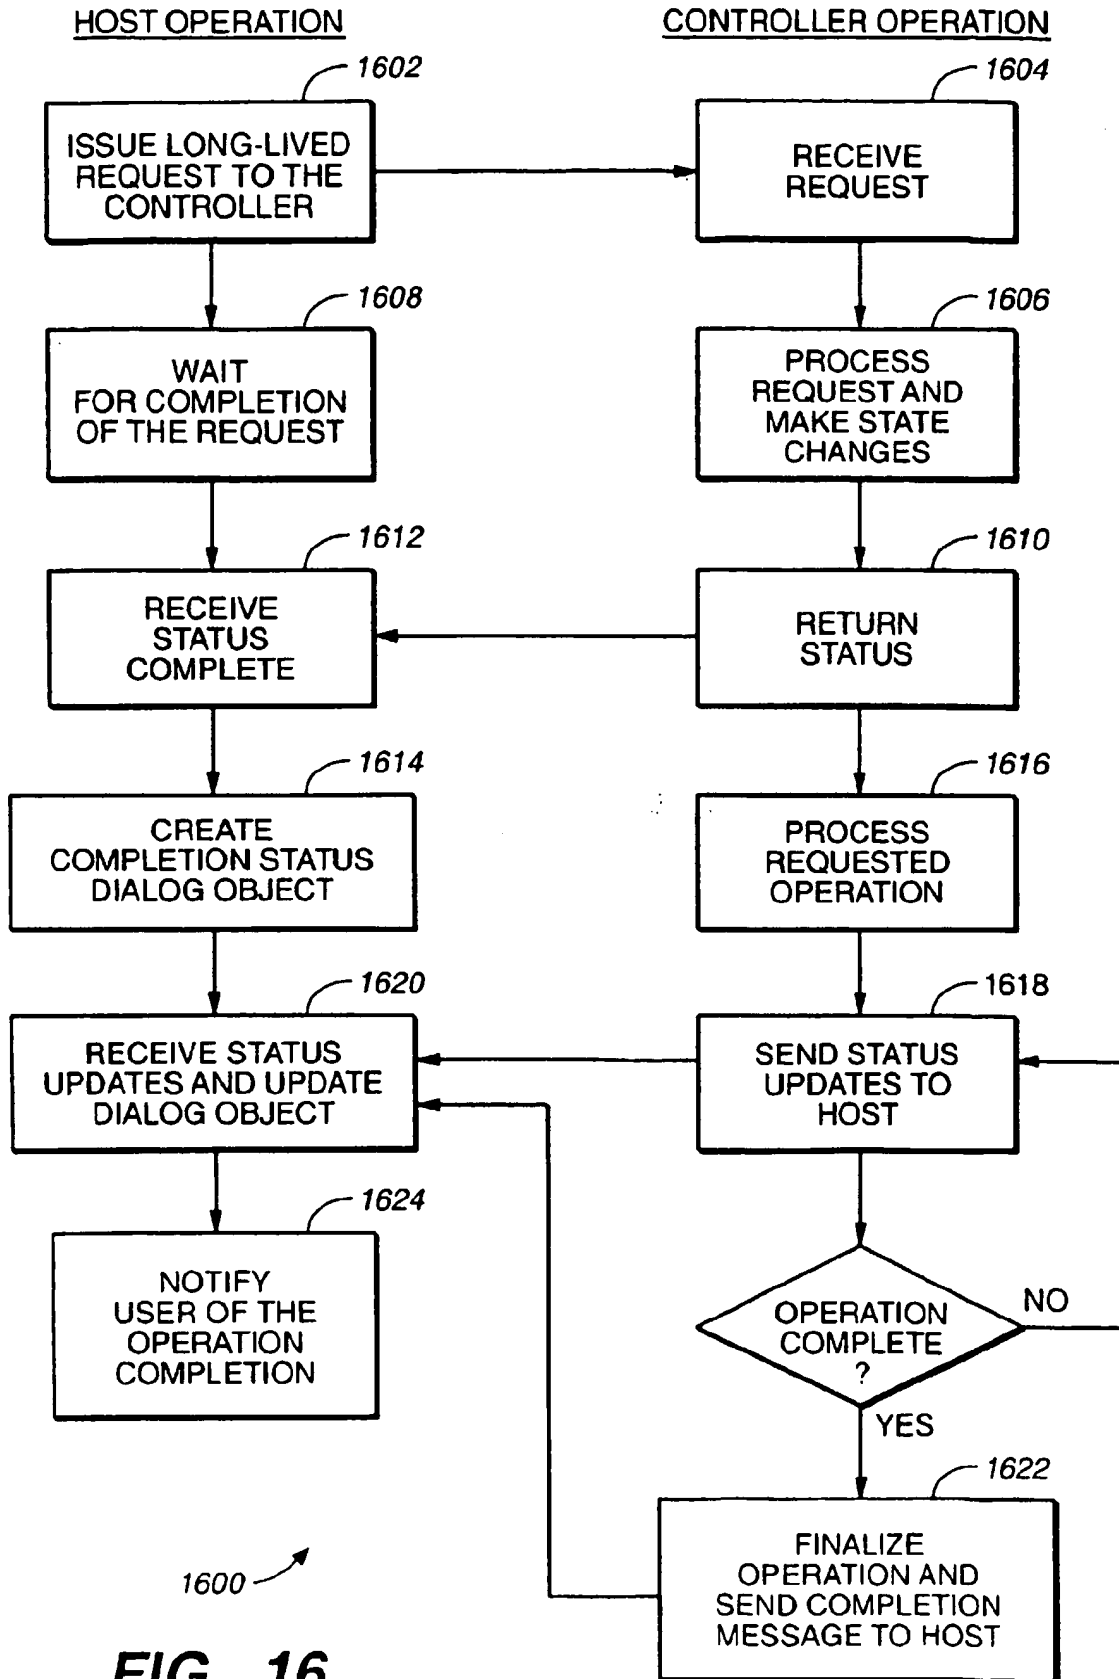 HOST OPERATION
CONTROLLER OPERATION
1602
ISSUE LONG-LIVED
REQUEST TO THE
CONTROLLER
1604
RECEIVE
REQUEST
1608
WAIT
FOR COMPLETION
OF THE REQUEST
1606
PROCESS
REQUEST AND
MAKE STATE
CHANGES
1612
RECEIVE
STATUS
COMPLETE
1610
RETURN
STATUS
1614
CREATE
COMPLETION STATUS
DIALOG OBJECT
1616
PROCESS
REQUESTED
OPERATION
1620
RECEIVE STATUS
UPDATES AND UPDATE
DIALOG OBJECT
1618
SEND STATUS
UPDATES TO
HOST
1624
NOTIFY
USER OF THE
OPERATION
COMPLETION
OPERATION
COMPLETE
?
NO
YES
1622
FINALIZE
OPERATION AND
SEND COMPLETION
MESSAGE TO HOST
1600
FIG. 16